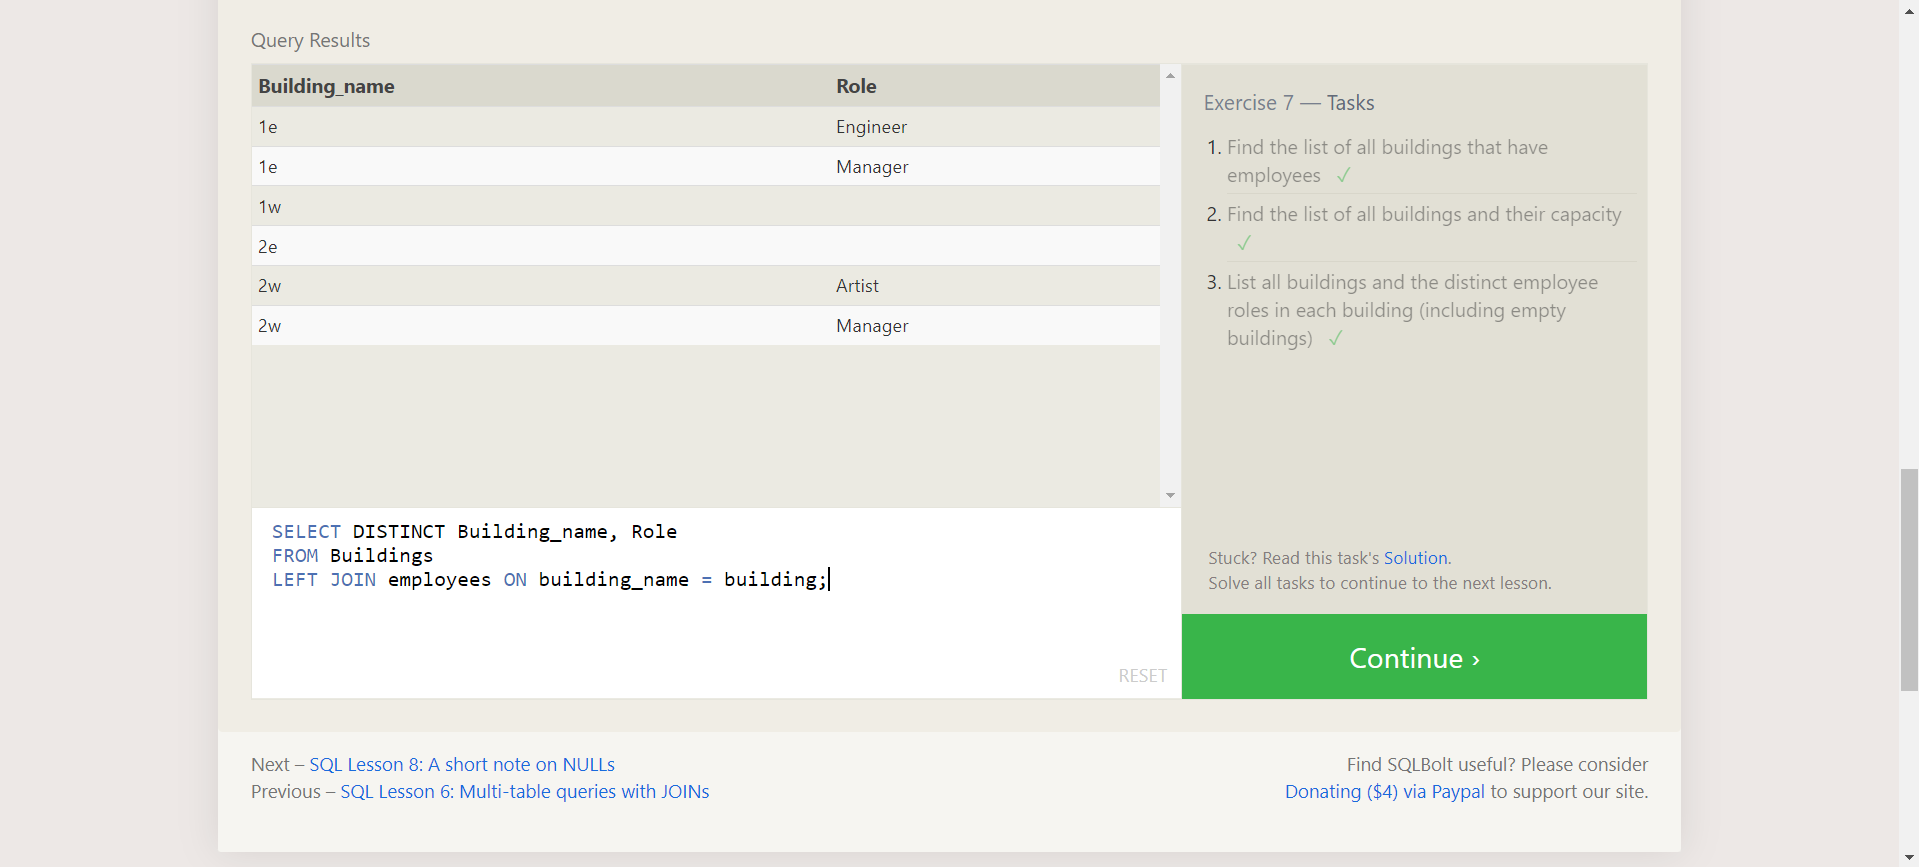 Query Results
Building_name Role
1e Engineer
1e Manager
1w
2e
2w Artist
2w Manager
SELECT DISTINCT Building_name, Role
FROM Buildings
LEFT JOIN employees ON building_name = building;
RESET
Exercise 7 — Tasks
1. Find the list of all buildings that have
employees ✓
2. Find the list of all buildings and their capacity
✓
3. List all buildings and the distinct employee
roles in each building (including empty
buildings) ✓
Stuck? Read this task's Solution.
Solve all tasks to continue to the next lesson.
Continue ›
Next – SQL Lesson 8: A short note on NULLs
Previous – SQL Lesson 6: Multi-table queries with JOINs
Find SQLBolt useful? Please consider
Donating ($4) via Paypal to support our site.